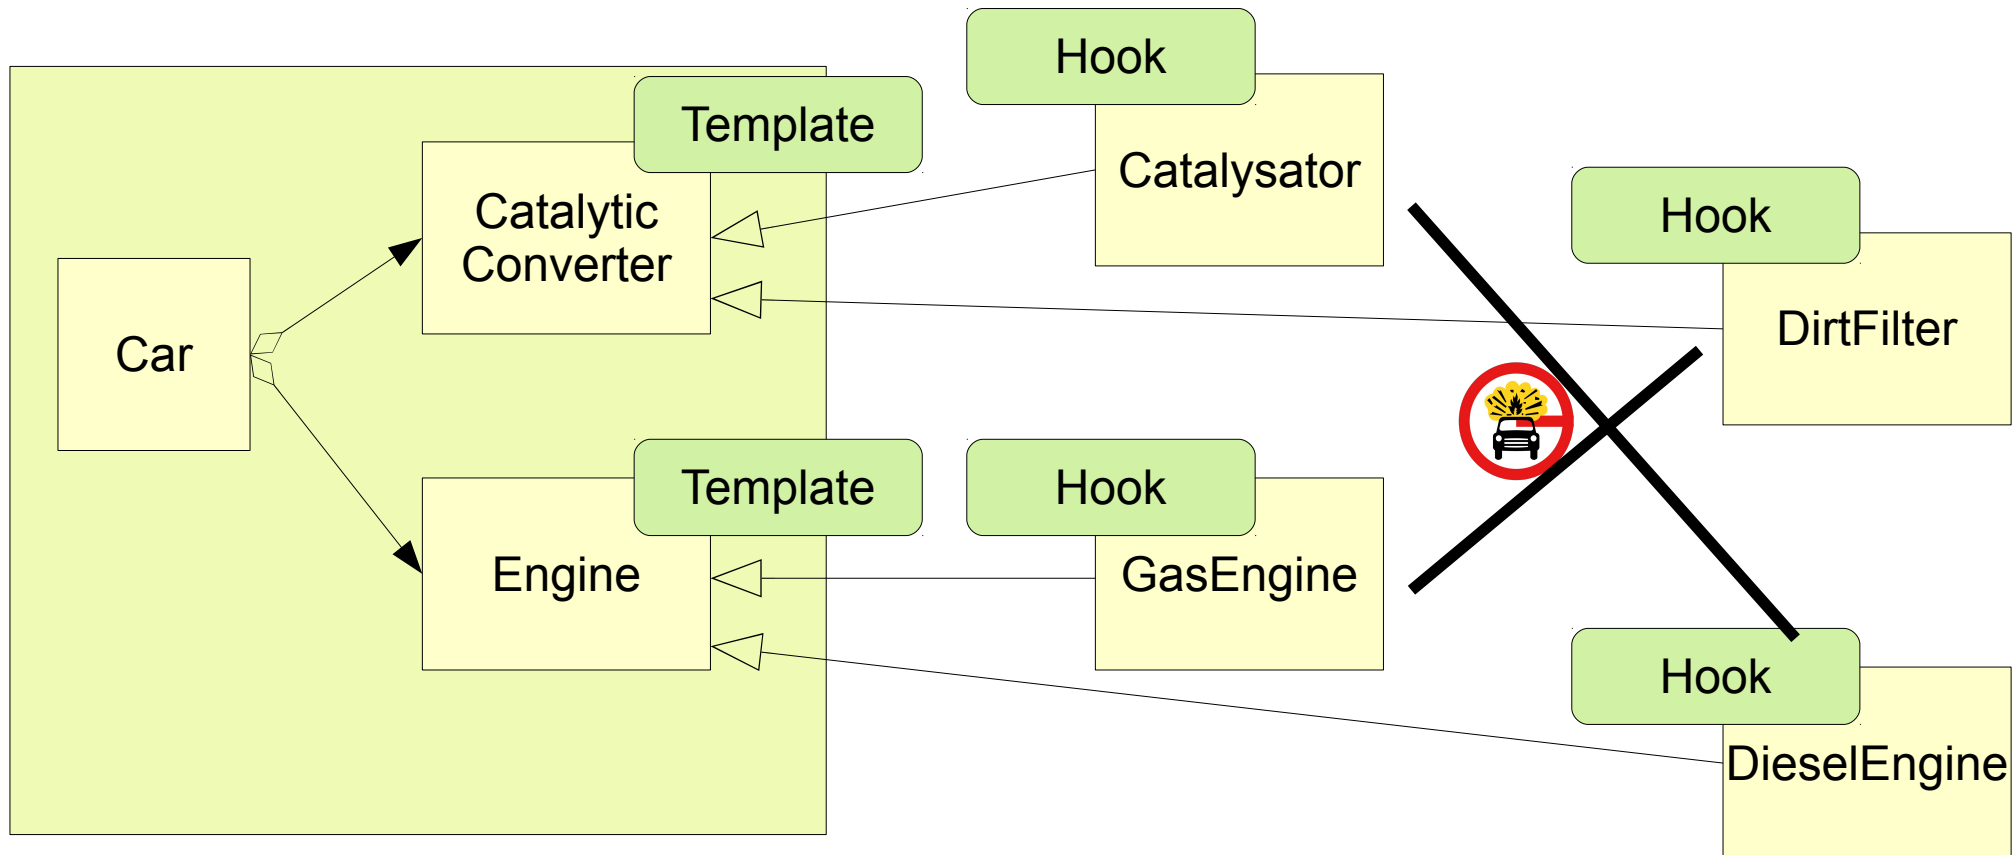 Hook
Template
Catalysator
Hook
Catalytic
Converter
DirtFilter
Car
Template
Hook
Engine
GasEngine
Hook
DieselEngine